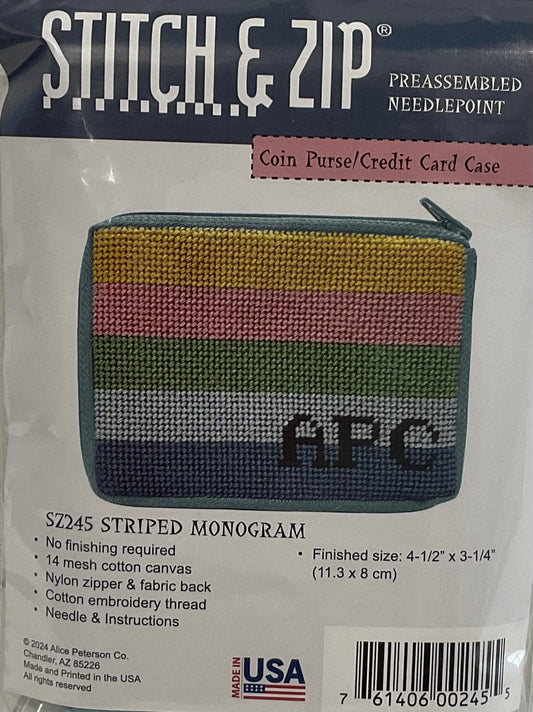 STITCH & ZIP®
PREASSEMBLED
NEEDLEPOINT
Coin Purse/Credit Card Case
APC
SZ245 STRIPED MONOGRAM
• No finishing required
• 14 mesh cotton canvas
• Nylon zipper & fabric back
• Cotton embroidery thread
• Needle & Instructions
• Finished size: 4-1/2" x 3-1/4"
(11.3 x 8 cm)
© 2024 Alice Peterson Co.
Chandler, AZ 85226
Made and Printed in the USA
All rights reserved
MADE IN
USA
7 61406 00245 5